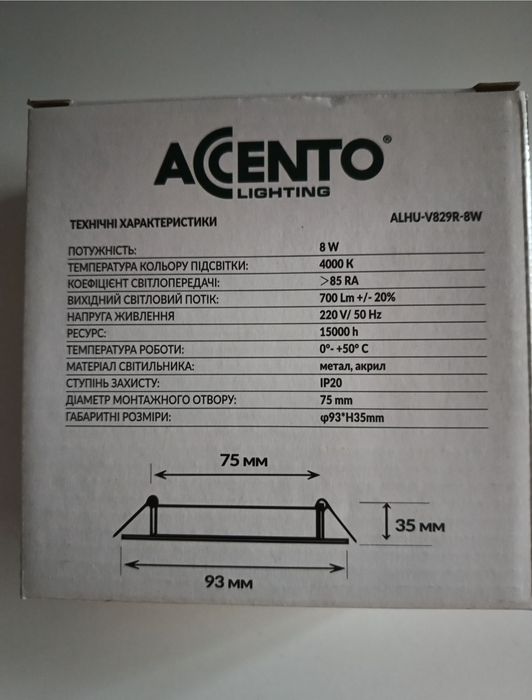 ACCENTO®
LIGHTING
ТЕХНІЧНІ ХАРАКТЕРИСТИКИ ALHU-V829R-8W
ПОТУЖНІСТЬ: 8 W
ТЕМПЕРАТУРА КОЛЬОРУ ПІДСВІТКИ: 4000 K
КОЕФІЦІЄНТ СВІТЛОПЕРЕДАЧІ: >85 RA
ВИХІДНИЙ СВІТЛОВИЙ ПОТІК: 700 Lm +/- 20%
НАПРУГА ЖИВЛЕННЯ 220 V/ 50 Hz
РЕСУРС: 15000 h
ТЕМПЕРАТУРА РОБОТИ: 0°- +50° C
МАТЕРІАЛ СВІТИЛЬНИКА: метал, акрил
СТУПІНЬ ЗАХИСТУ: IP20
ДІАМЕТР МОНТАЖНОГО ОТВОРУ: 75 mm
ГАБАРИТНІ РОЗМІРИ: φ93*H35mm
75 мм
35 мм
93 мм